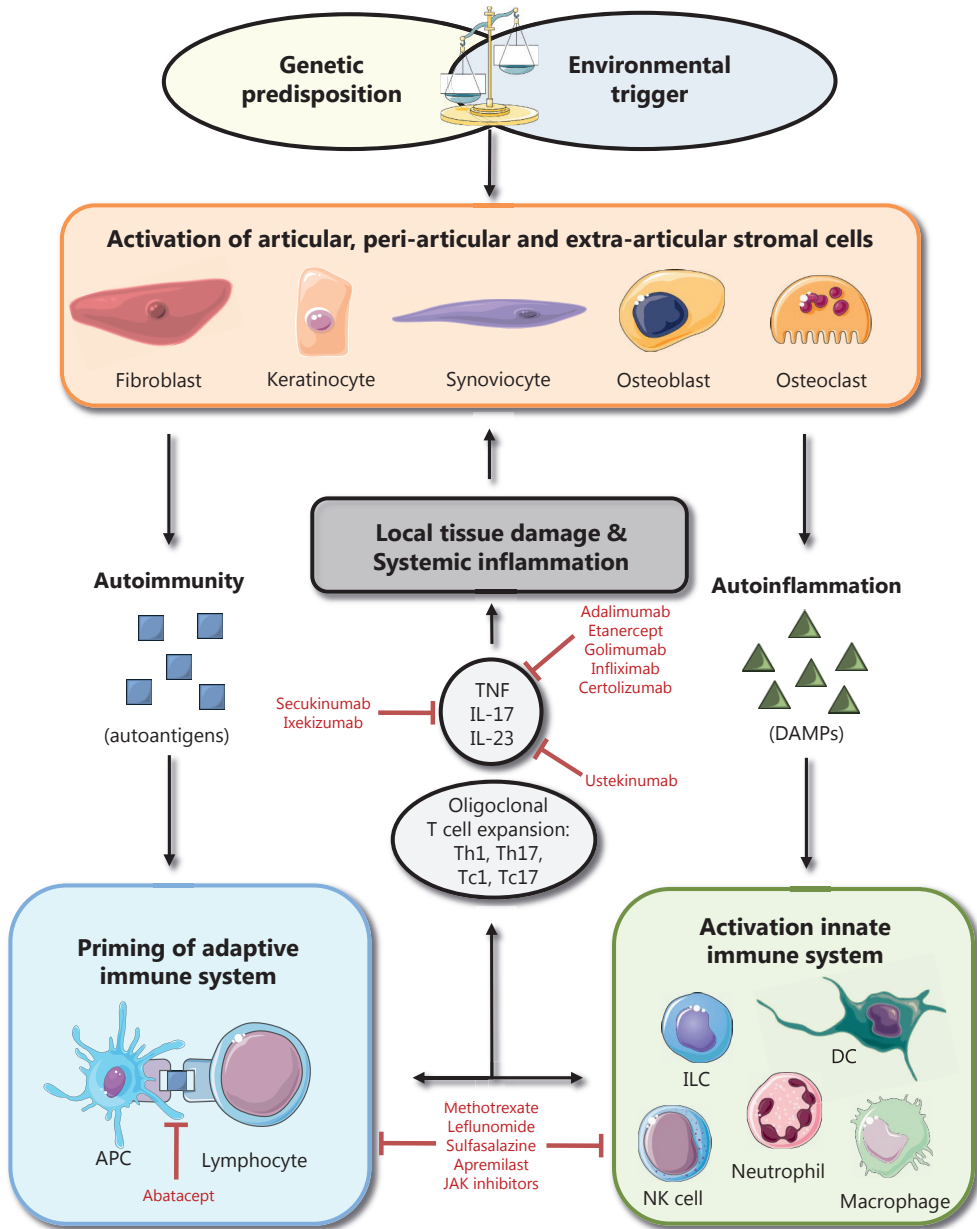 Genetic
predisposition
Environmental
trigger
Activation of articular, peri-articular and extra-articular stromal cells
Fibroblast
Keratinocyte
Synoviocyte
Osteoblast
Osteoclast
Local tissue damage &
Systemic inflammation
Autoimmunity
(autoantigens)
Autoinflammation
(DAMPs)
Adalimumab
Etanercept
Golimumab
Infliximab
Certolizumab
Secukinumab
Ixekizumab
TNF
IL-17
IL-23
Ustekinumab
Oligoclonal
T cell expansion:
Th1, Th17,
Tc1, Tc17
Priming of adaptive
immune system
APC
Lymphocyte
Abatacept
Methotrexate
Leflunomide
Sulfasalazine
Apremilast
JAK inhibitors
Activation innate
immune system
ILC
DC
NK cell
Neutrophil
Macrophage